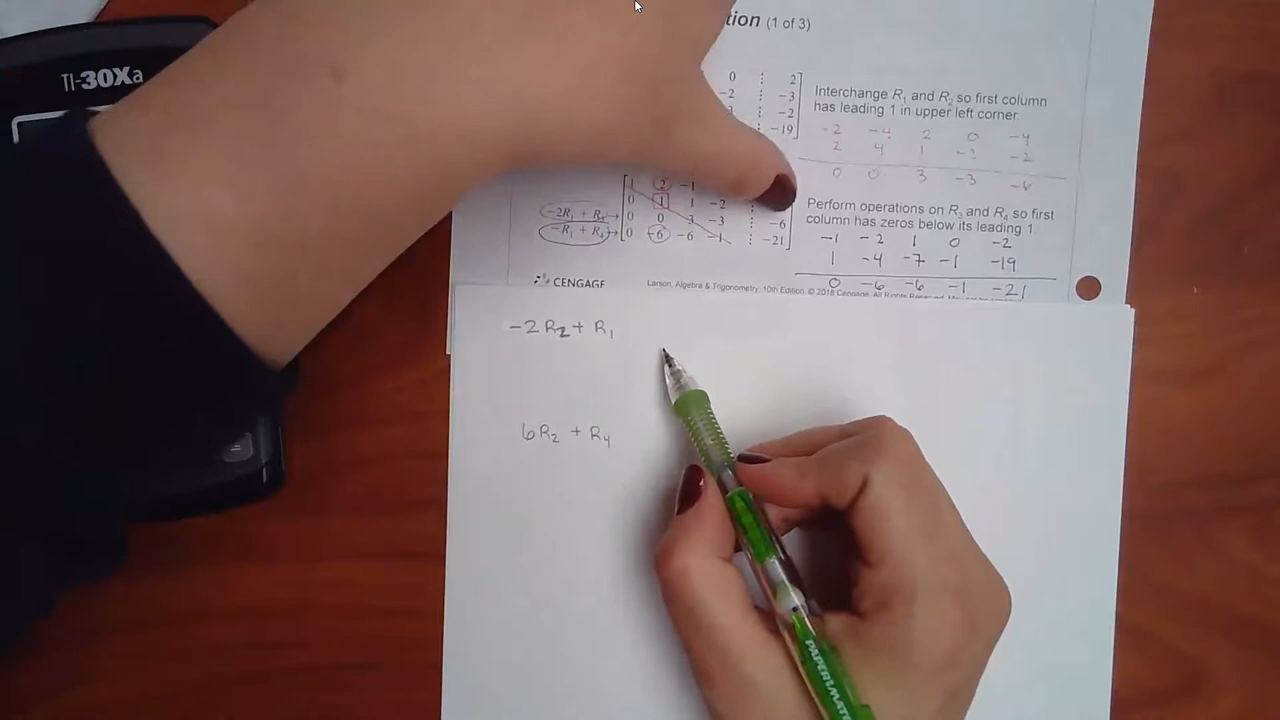 TI-30Xa
tion (1 of 3)
0 ⋮ 2
-2 ⋮ -3
⋮ -2
⋮ -19
Interchange R₁ and R₂ so first column
has leading 1 in upper left corner.
-2 -4 2 0 -4
2 4 1 -3 -2
0 0 3 -3 -6
1 2 -1
0 1 1 -2
-2R₁ + R₃ → 0 0 3 -3 ⋮ -6
-R₁ + R₄ → 0 -6 -6 -1 ⋮ -21
Perform operations on R₃ and R₄ so first
column has zeros below its leading 1.
-1 -2 1 0 -2
1 -4 -7 -1 -19
0 -6 -6 -1 -21
CENGAGE
Larson, Algebra & Trigonometry, 10th Edition. © 2018 Cengage. All Rights Reserved.
-2R₂ + R₁
6R₂ + R₄
PAPERMATE